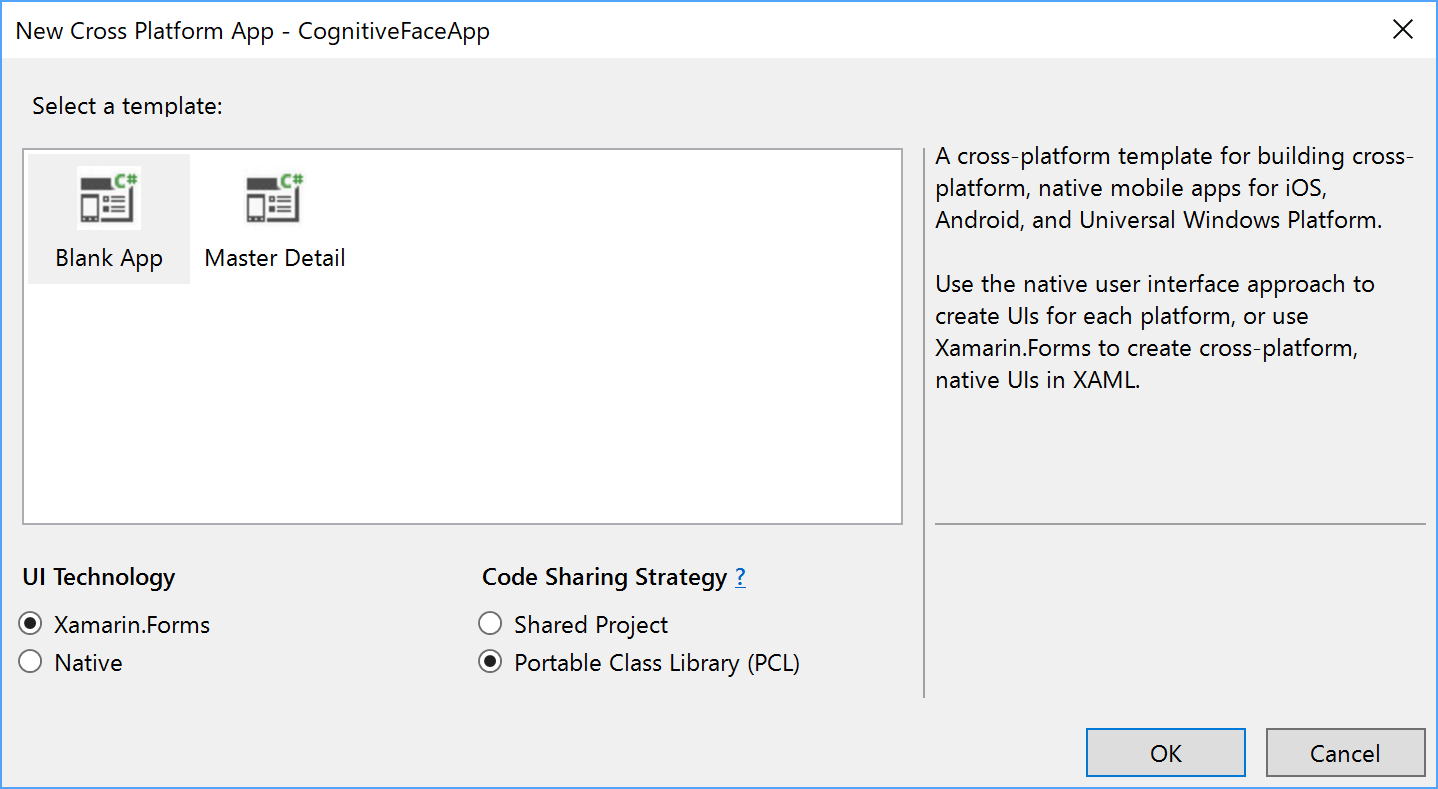 New Cross Platform App - CognitiveFaceApp
Select a template:
C#
C#
Blank App
Master Detail
A cross-platform template for building cross-
platform, native mobile apps for iOS,
Android, and Universal Windows Platform.
Use the native user interface approach to
create UIs for each platform, or use
Xamarin.Forms to create cross-platform,
native UIs in XAML.
UI Technology
Xamarin.Forms
Native
Code Sharing Strategy ?
Shared Project
Portable Class Library (PCL)
OK
Cancel